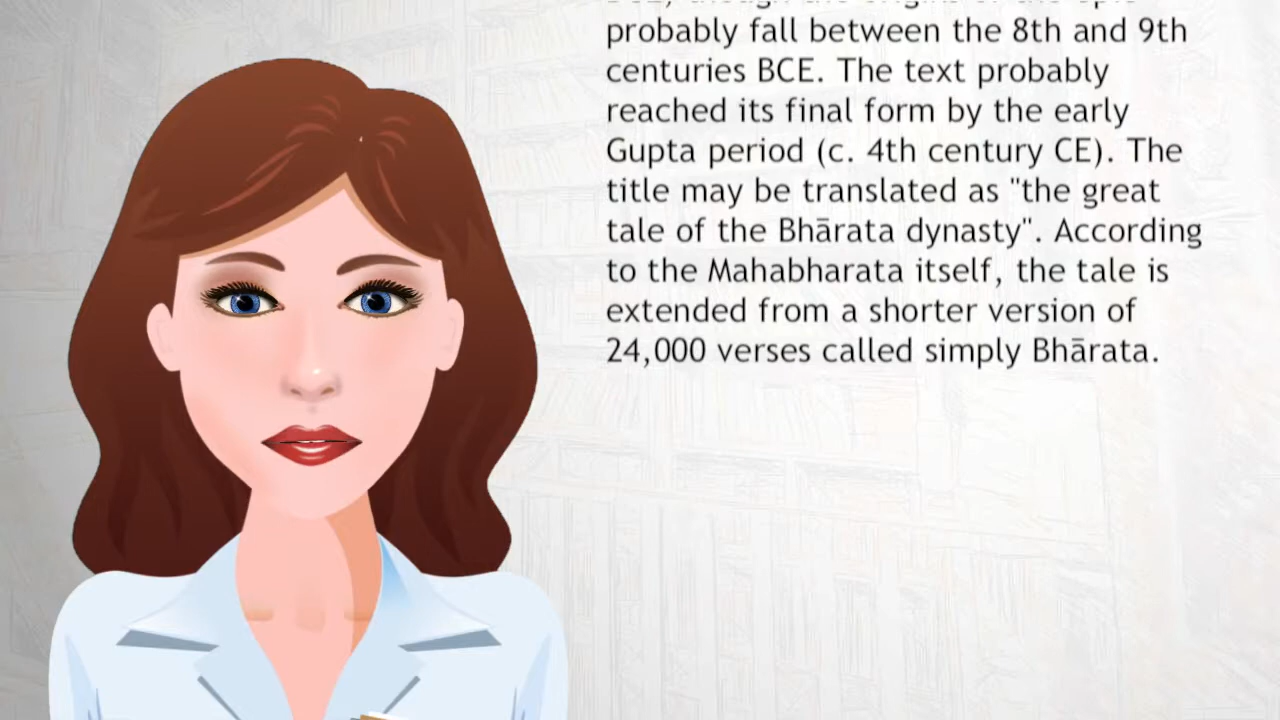 probably fall between the 8th and 9th
centuries BCE. The text probably
reached its final form by the early
Gupta period (c. 4th century CE). The
title may be translated as "the great
tale of the Bhārata dynasty". According
to the Mahabharata itself, the tale is
extended from a shorter version of
24,000 verses called simply Bhārata.